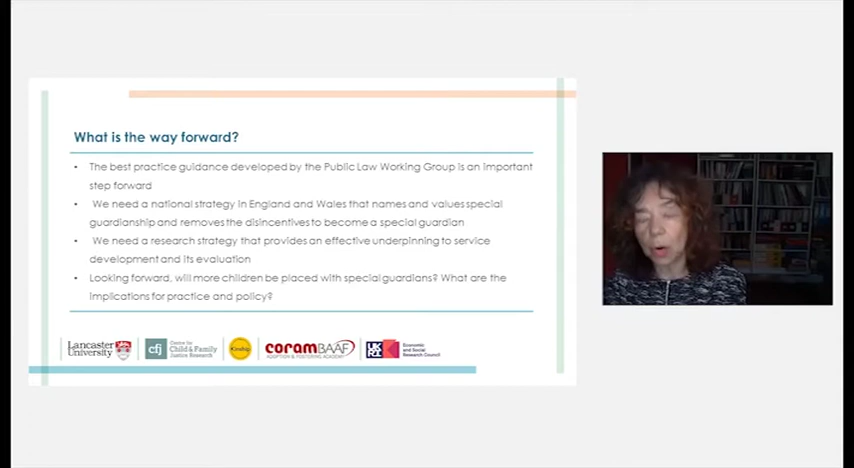 What is the way forward?
• The best practice guidance developed by the Public Law Working Group is an important
step forward
• We need a national strategy in England and Wales that names and values special
guardianship and removes the disincentives to become a special guardian
• We need a research strategy that provides an effective underpinning to service
development and its evaluation
• Looking forward, will more children be placed with special guardians? What are the
implications for practice and policy?
Lancaster
University
cfj
Centre for
Child & Family
Justice Research
Kinship
coramBAAF
ADOPTION & FOSTERING ACADEMY
UK
RI
Economic
and Social
Research Council